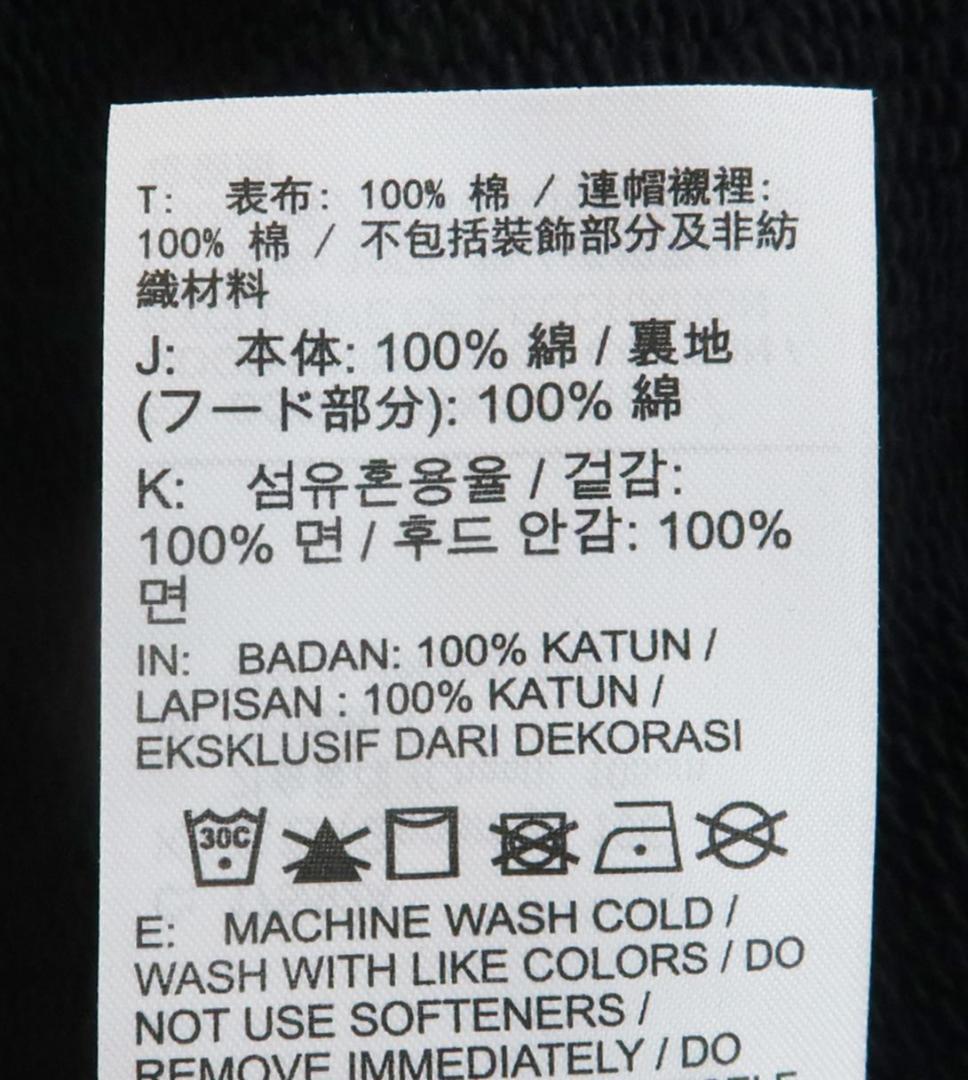 T: 表布: 100% 棉 / 連帽襯裡:
100% 棉 / 不包括裝飾部分及非紡
織材料
J: 本体: 100% 綿 / 裏地
(フード部分): 100% 綿
K: 섬유혼용율 / 겉감:
100% 면 / 후드 안감: 100%
면
IN: BADAN: 100% KATUN /
LAPISAN : 100% KATUN /
EKSKLUSIF DARI DEKORASI
30C
E: MACHINE WASH COLD /
WASH WITH LIKE COLORS / DO
NOT USE SOFTENERS /
REMOVE IMMEDIATELY / DO